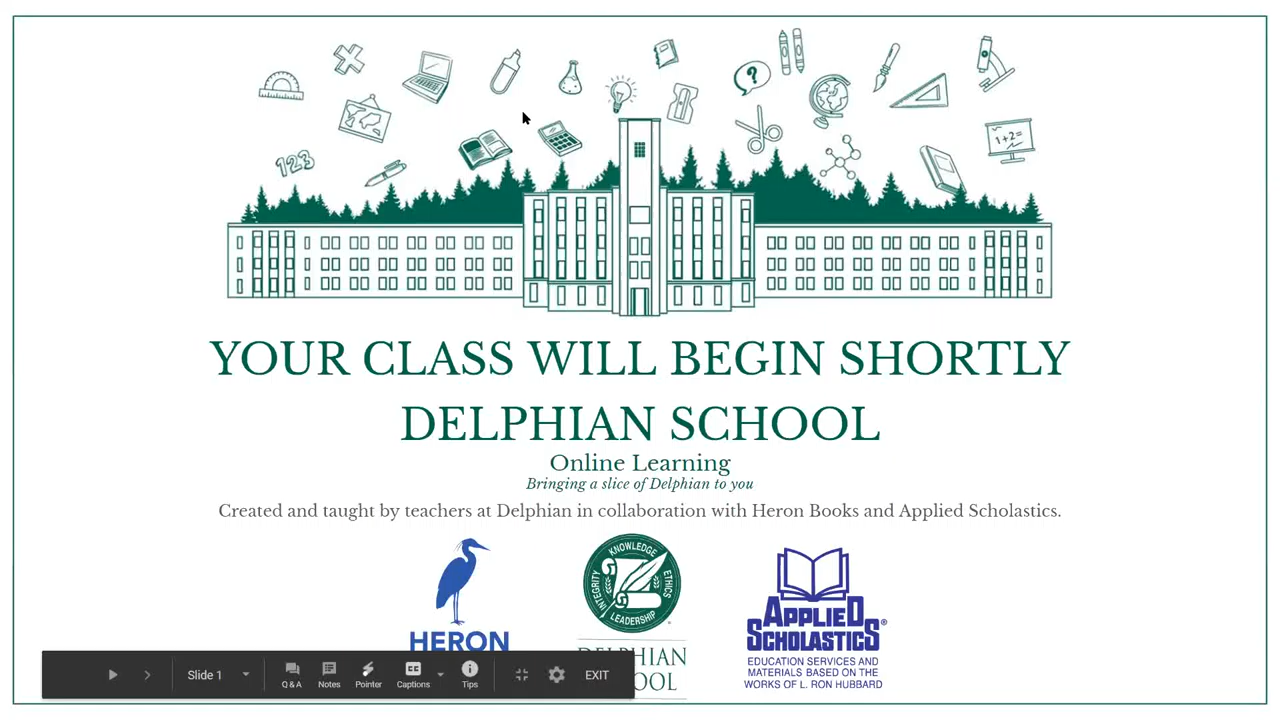 123
?
1+2=
YOUR CLASS WILL BEGIN SHORTLY
DELPHIAN SCHOOL
Online Learning
Bringing a slice of Delphian to you
Created and taught by teachers at Delphian in collaboration with Heron Books and Applied Scholastics.
HERON
KNOWLEDGE
INTEGRITY
ETHICS
LEADERSHIP
APPLIED
SCHOLASTICS®
EDUCATION SERVICES AND
MATERIALS BASED ON THE
WORKS OF L. RON HUBBARD
Slide 1
Q & A
Notes
Pointer
CC
Captions
Tips
EXIT